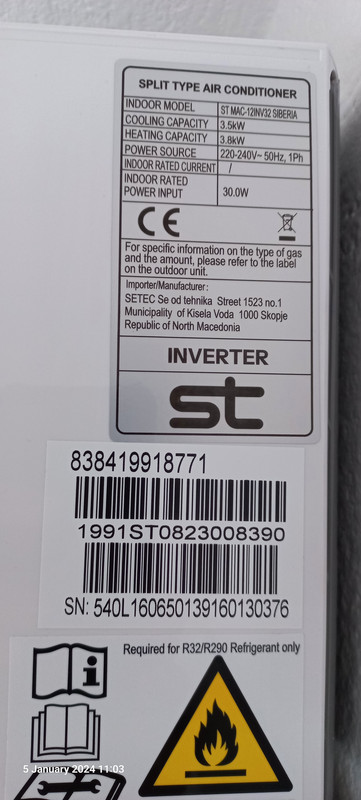 SPLIT TYPE AIR CONDITIONER
INDOOR MODEL ST MAC-12INV32 SIBERIA
COOLING CAPACITY 3.5kW
HEATING CAPACITY 3.8kW
POWER SOURCE 220-240V~ 50Hz, 1Ph
INDOOR RATED CURRENT /
INDOOR RATED
POWER INPUT 30.0W
CE
For specific information on the type of gas
and the amount, please refer to the label
on the outdoor unit.
Importer/Manufacturer:
SETEC Se od tehnika Street 1523 no.1
Municipality of Kisela Voda 1000 Skopje
Republic of North Macedonia
INVERTER
st
838419918771
1991ST0823008390
SN: 540L160650139160130376
Required for R32/R290 Refrigerant only
i
5 January 2024 11:03